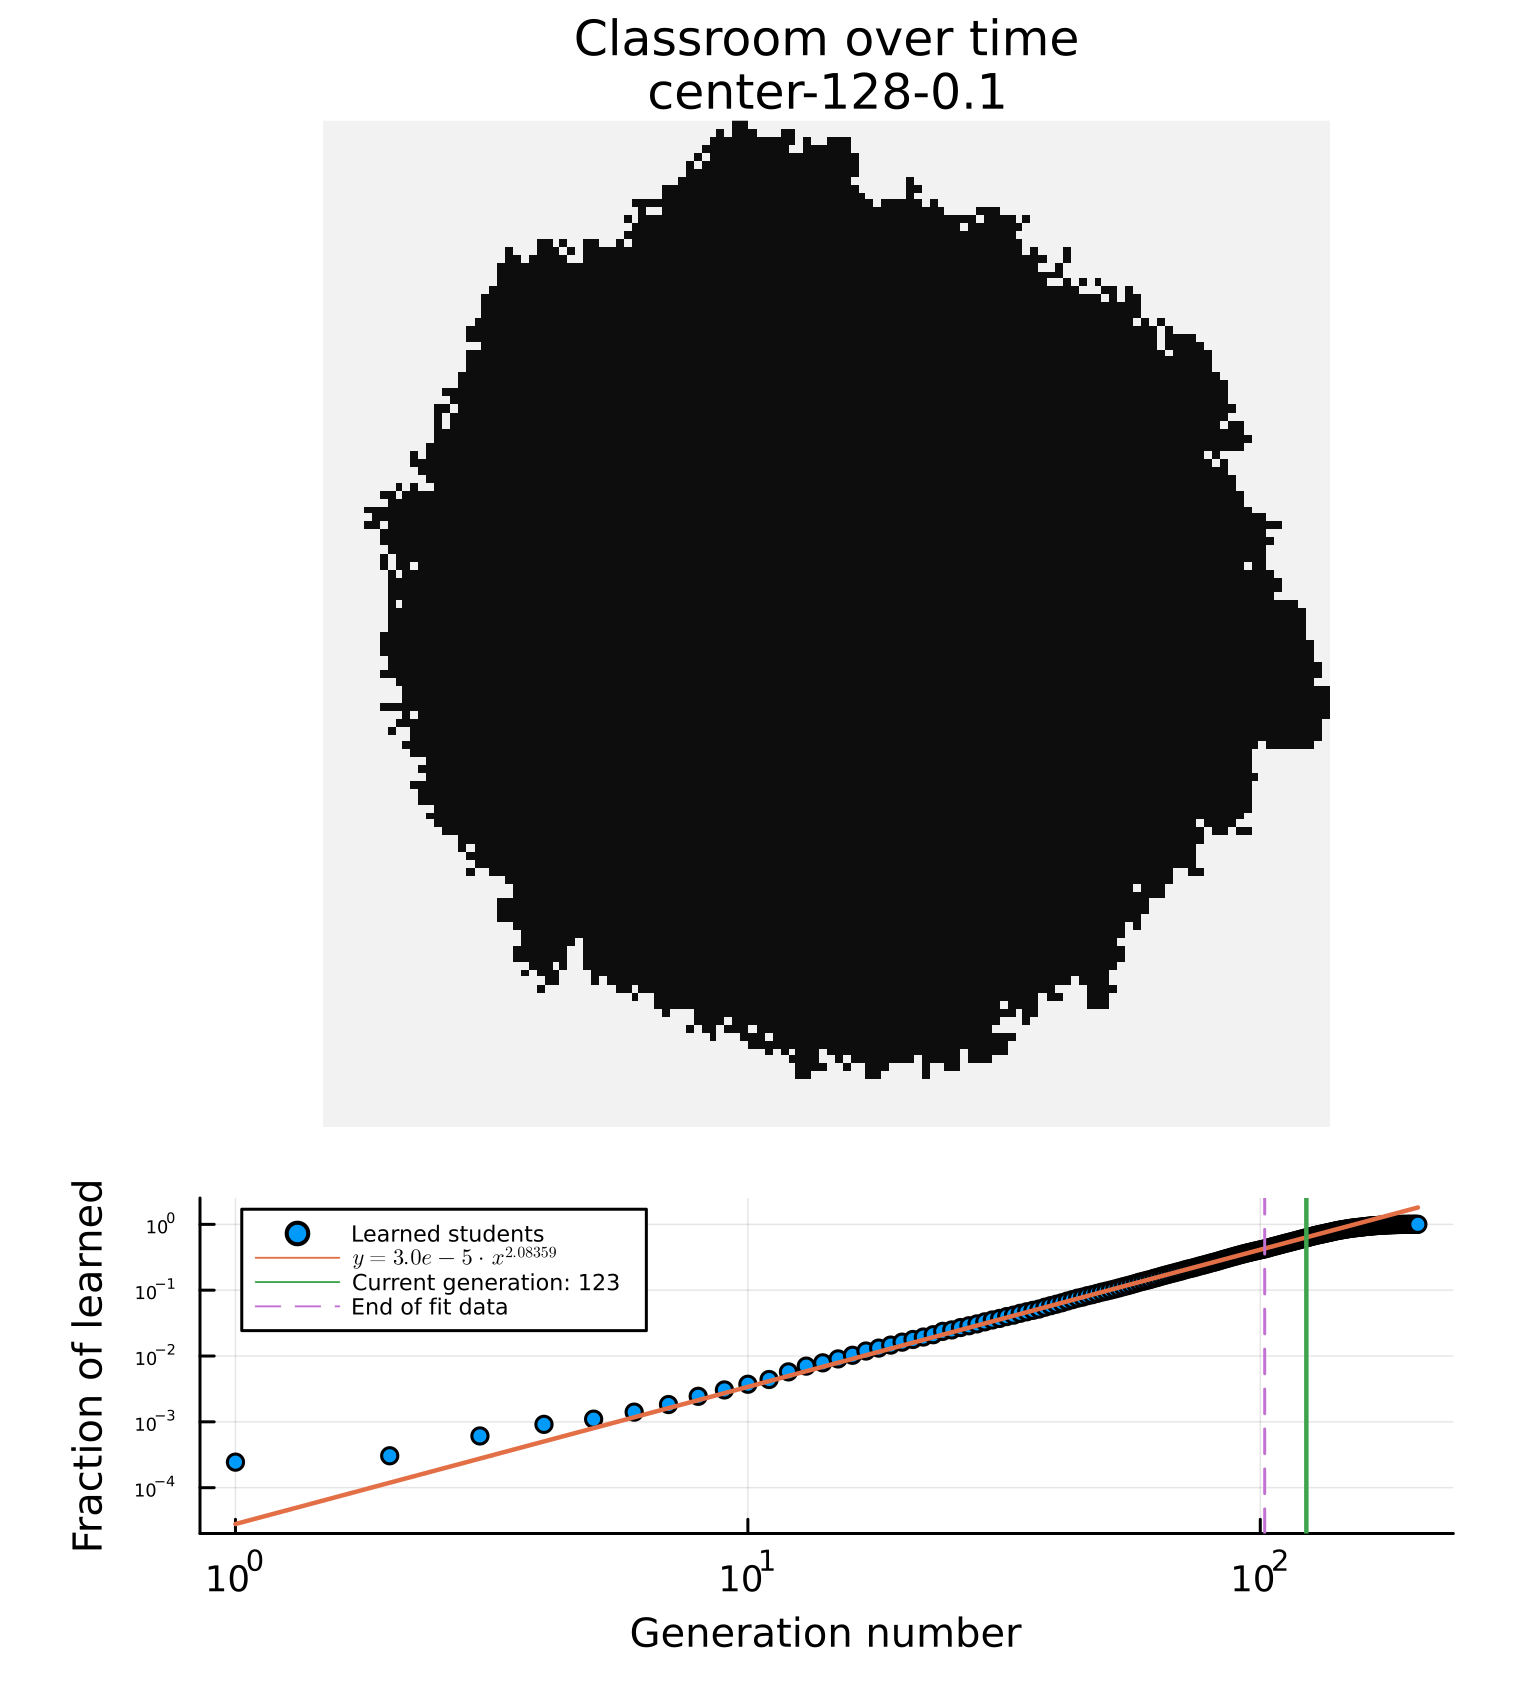 Classroom over time
center-128-0.1
Fraction of learned
10^0
10^−1
10^−2
10^−3
10^−4
Learned students
y = 3.0e − 5 · x^2.08359
Current generation: 123
End of fit data
10^0 10^1 10^2
Generation number